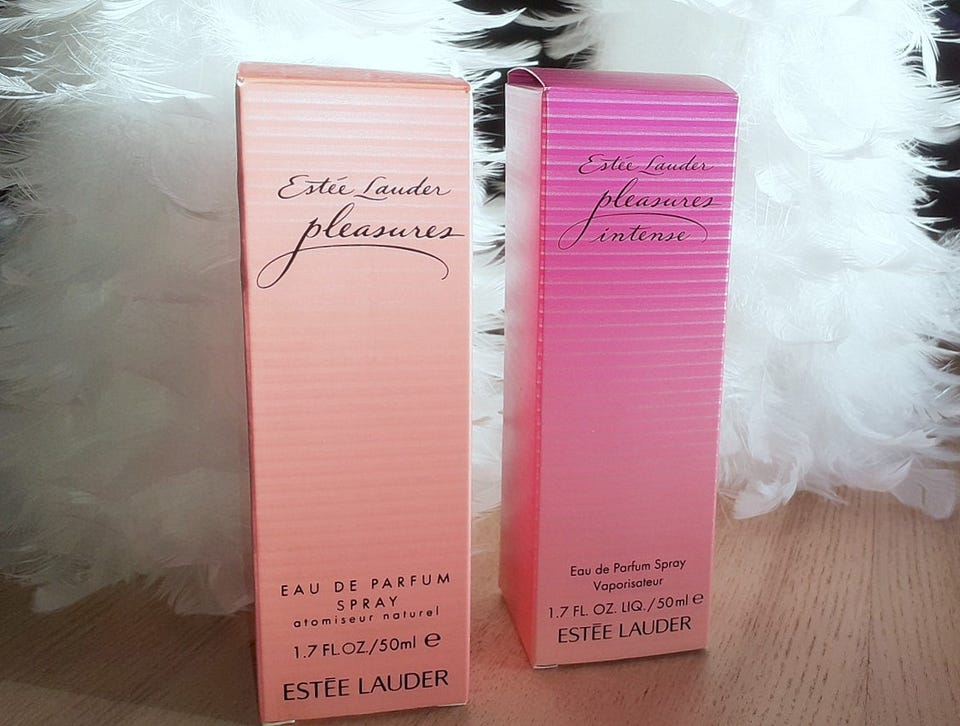 Estée Lauder
pleasures
EAU DE PARFUM
SPRAY
atomiseur naturel
1.7 FL.OZ./50ml ℮
ESTĒE LAUDER
Estée Lauder
pleasures
intense
Eau de Parfum Spray
Vaporisateur
1.7 FL. OZ. LIQ./50ml ℮
ESTĒE LAUDER